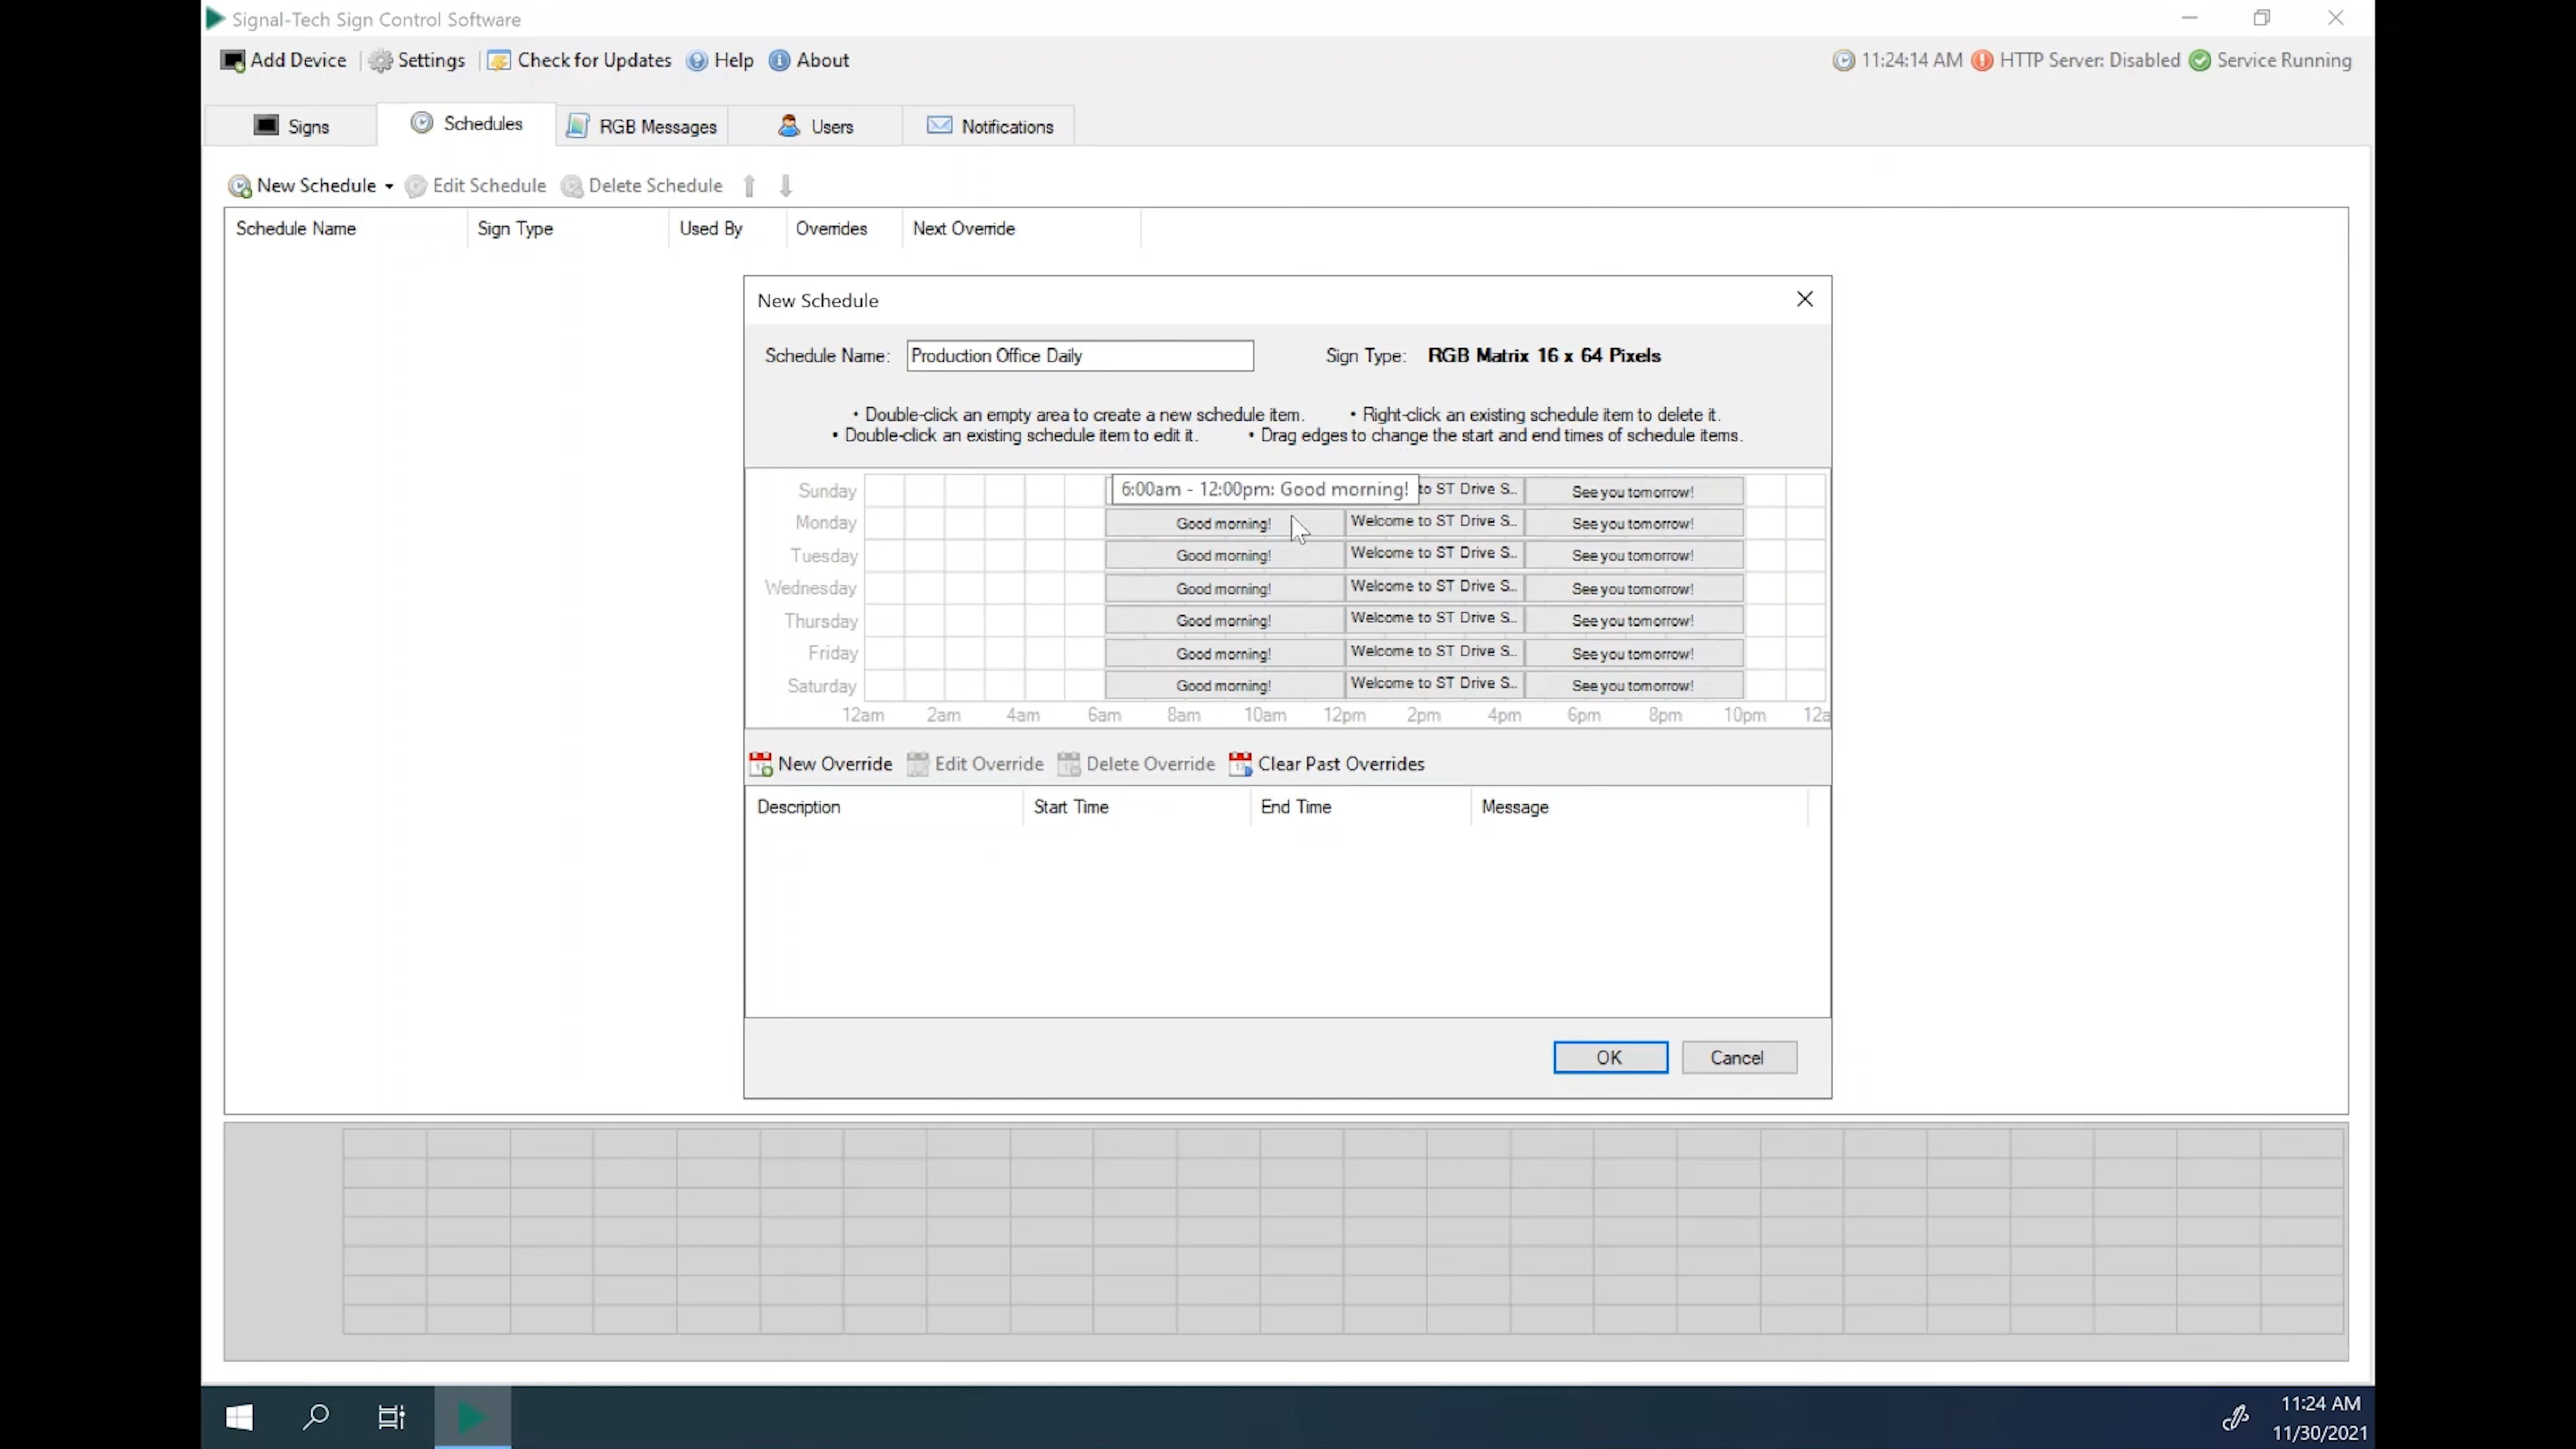 Signal-Tech Sign Control Software
Add Device Settings Check for Updates Help About 11:24:14 AM HTTP Server: Disabled Service Running
Signs Schedules RGB Messages Users Notifications
New Schedule Edit Schedule Delete Schedule
Schedule Name Sign Type Used By Overrides Next Override
New Schedule
Schedule Name: Production Office Daily Sign Type: RGB Matrix 16 x 64 Pixels
• Double-click an empty area to create a new schedule item. • Right-click an existing schedule item to delete it.
• Double-click an existing schedule item to edit it. • Drag edges to change the start and end times of schedule items.
Sunday 6:00am - 12:00pm: Good morning! to ST Drive S... See you tomorrow!
Monday Good morning! Welcome to ST Drive S... See you tomorrow!
Tuesday Good morning! Welcome to ST Drive S... See you tomorrow!
Wednesday Good morning! Welcome to ST Drive S... See you tomorrow!
Thursday Good morning! Welcome to ST Drive S... See you tomorrow!
Friday Good morning! Welcome to ST Drive S... See you tomorrow!
Saturday Good morning! Welcome to ST Drive S... See you tomorrow!
12am 2am 4am 6am 8am 10am 12pm 2pm 4pm 6pm 8pm 10pm 12a
New Override Edit Override Delete Override Clear Past Overrides
Description Start Time End Time Message
OK Cancel
11:24 AM
11/30/2021